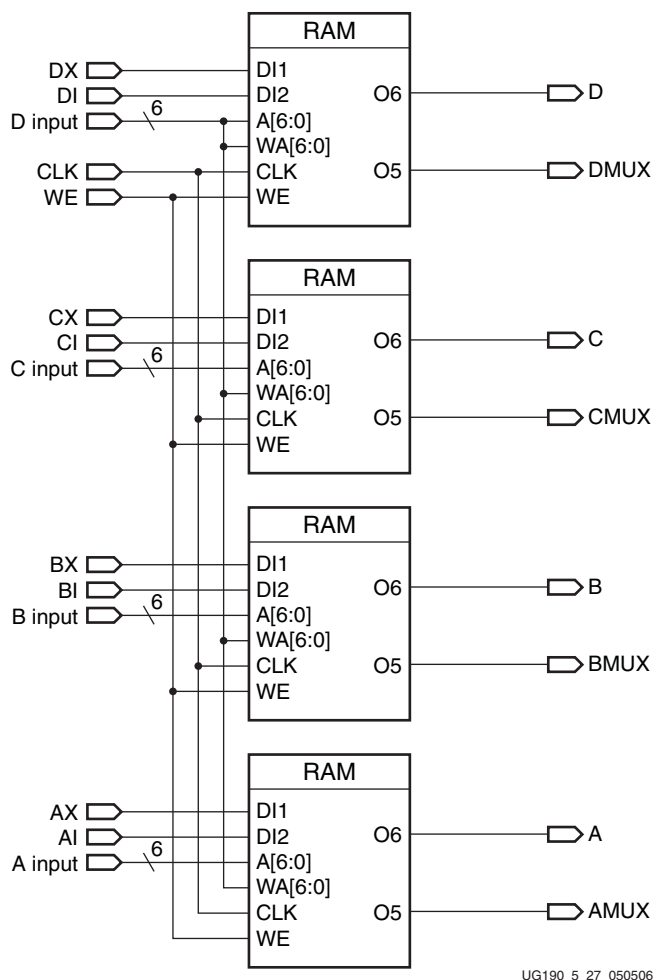 RAM
DX DI1
DI DI2 O6 D
D input 6 A[6:0]
WA[6:0]
CLK CLK O5 DMUX
WE WE
RAM
CX DI1
CI DI2 O6 C
C input 6 A[6:0]
WA[6:0]
CLK O5 CMUX
WE
RAM
BX DI1
BI DI2 O6 B
B input 6 A[6:0]
WA[6:0]
CLK O5 BMUX
WE
RAM
AX DI1
AI DI2 O6 A
A input 6 A[6:0]
WA[6:0]
CLK O5 AMUX
WE
UG190_5_27_050506